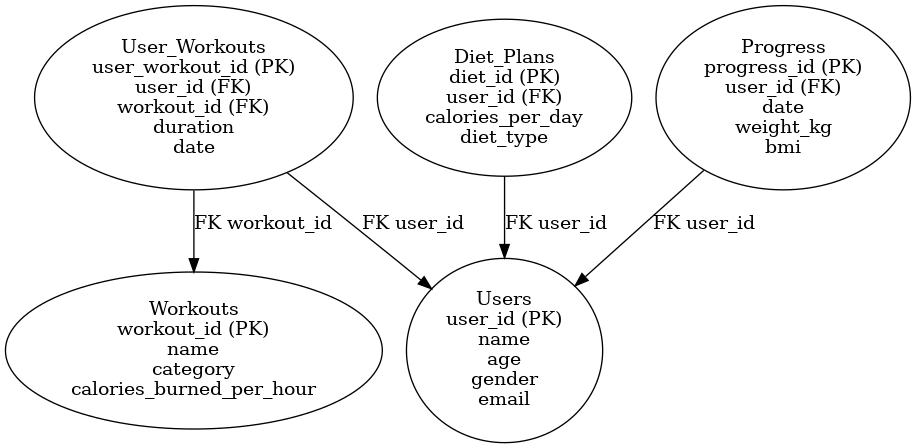 User_Workouts
user_workout_id (PK)
user_id (FK)
workout_id (FK)
duration
date
Diet_Plans
diet_id (PK)
user_id (FK)
calories_per_day
diet_type
Progress
progress_id (PK)
user_id (FK)
date
weight_kg
bmi
FK workout_id
FK user_id
FK user_id
FK user_id
Workouts
workout_id (PK)
name
category
calories_burned_per_hour
Users
user_id (PK)
name
age
gender
email